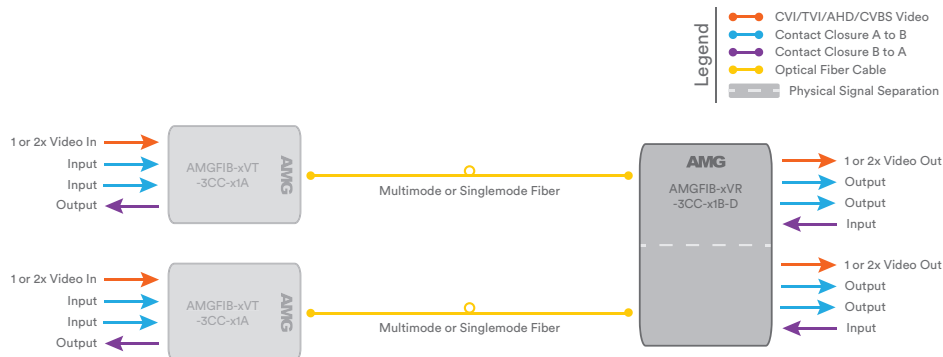 Legend
CVI/TVI/AHD/CVBS Video
Contact Closure A to B
Contact Closure B to A
Optical Fiber Cable
Physical Signal Separation
1 or 2x Video In
Input
Input
Output
AMGFIB-xVT
-3CC-x1A
AMG
Multimode or Singlemode Fiber
AMG
AMGFIB-xVR
-3CC-x1B-D
1 or 2x Video Out
Output
Output
Input
1 or 2x Video In
Input
Input
Output
AMGFIB-xVT
-3CC-x1A
AMG
Multimode or Singlemode Fiber
1 or 2x Video Out
Output
Output
Input